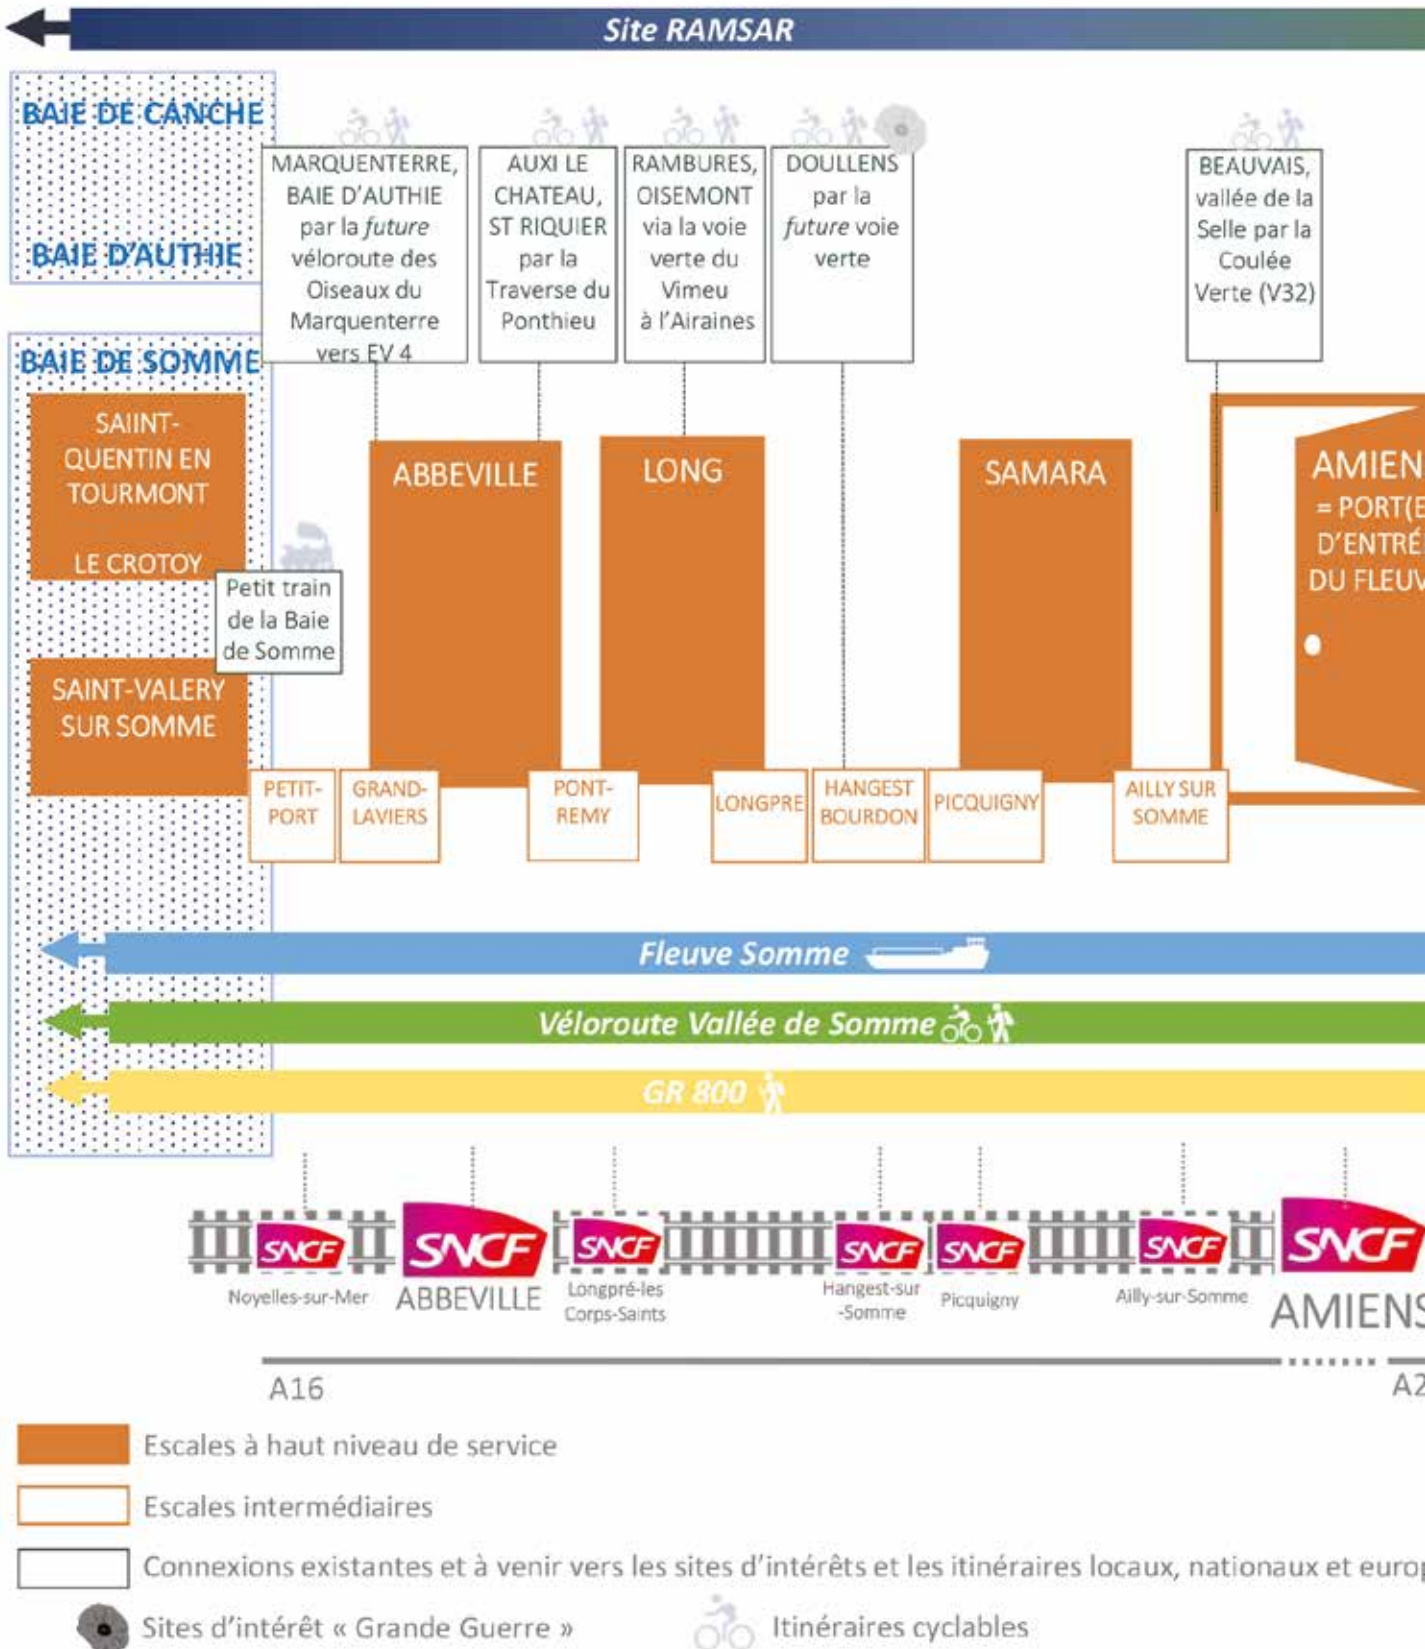 Site RAMSAR
BAIE DE CANCHE
BAIE D'AUTHIE
MARQUENTERRE,
BAIE D'AUTHIE
par la future
véloroute des
Oiseaux du
Marquenterre
vers EV 4
AUXI LE
CHATEAU,
ST RIQUIER
par la
Traverse du
Ponthieu
RAMBURES,
OISEMONT
via la voie
verte du
Vimeu
à l'Airaines
DOULLENS
par la
future voie
verte
BEAUVAIS,
vallée de la
Selle par la
Coulée
Verte (V32)
BAIE DE SOMME
SAIINT-
QUENTIN EN
TOURMONT
LE CROTOY
Petit train
de la Baie
de Somme
SAINT-VALERY
SUR SOMME
ABBEVILLE
LONG
SAMARA
AMIEN
= PORT(E
D'ENTRÉ
DU FLEUV
PETIT-
PORT
GRAND-
LAVIERS
PONT-
REMY
LONGPRE
HANGEST
BOURDON
PICQUIGNY
AILLY SUR
SOMME
Fleuve Somme
Véloroute Vallée de Somme
GR 800
SNCF
Noyelles-sur-Mer
SNCF
ABBEVILLE
SNCF
Longpré-les
Corps-Saints
SNCF
Hangest-sur
-Somme
SNCF
Picquigny
SNCF
Ailly-sur-Somme
SNCF
AMIENS
A16
A2
Escales à haut niveau de service
Escales intermédiaires
Connexions existantes et à venir vers les sites d'intérêts et les itinéraires locaux, nationaux et europ
Sites d'intérêt « Grande Guerre »
Itinéraires cyclables